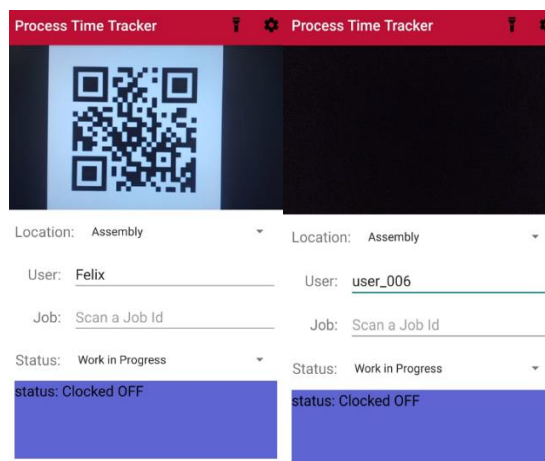 Process Time Tracker
Location: Assembly
User: Felix
Job: Scan a Job Id
Status: Work in Progress
status: Clocked OFF
Process Time Tracker
Location: Assembly
User: user_006
Job: Scan a Job Id
Status: Work in Progress
status: Clocked OFF